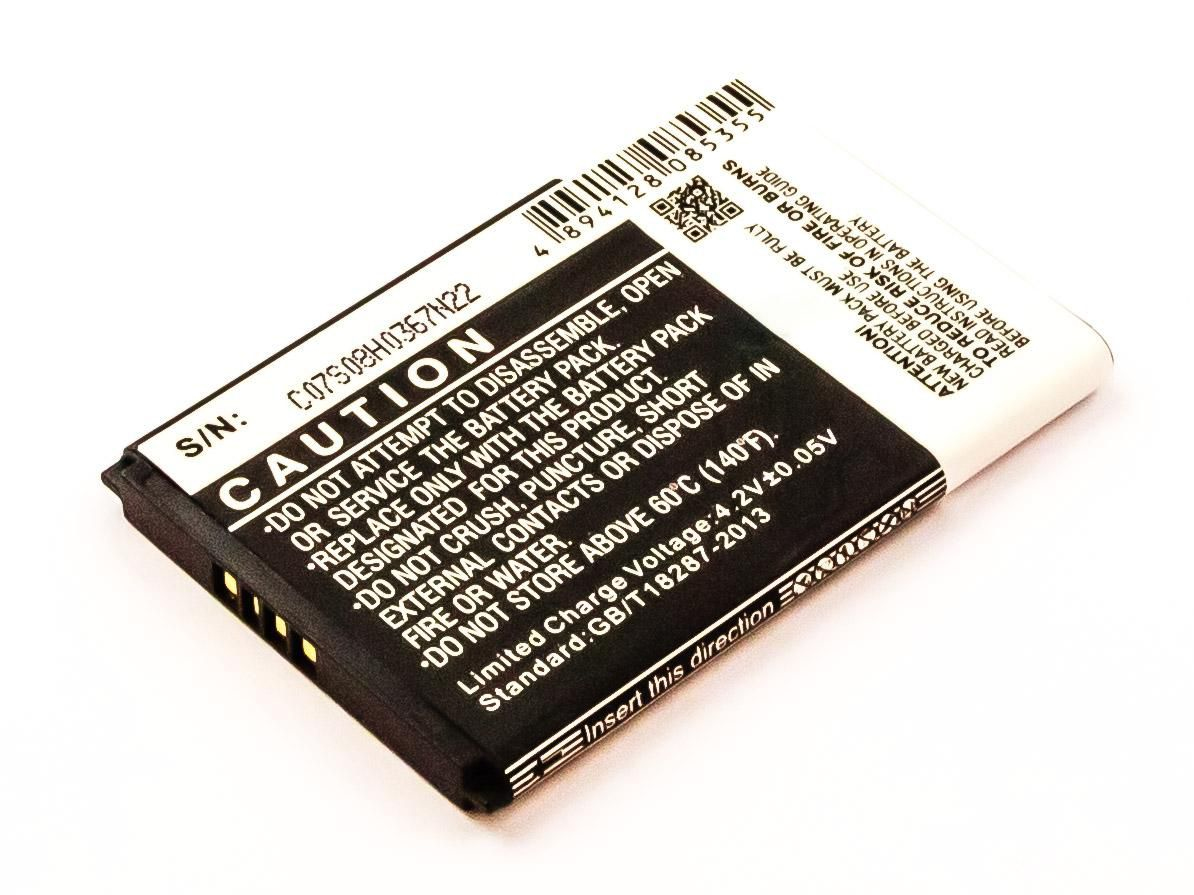 4 894128 085355
S/N: C07S08H0367N22
CAUTION
•DO NOT ATTEMPT TO DISASSEMBLE, OPEN
OR SERVICE THE BATTERY PACK.
•REPLACE ONLY WITH THE BATTERY PACK
DESIGNATED FOR THIS PRODUCT.
•DO NOT CRUSH, PUNCTURE, SHORT
EXTERNAL CONTACTS OR DISPOSE OF IN
FIRE OR WATER.
•DO NOT STORE ABOVE 60℃ (140℉).
Limited Charge Voltage:4.2V±0.05V
Standard:GB/T18287-2013
Insert this direction
ATTENTION!
NEW BATTERY PACK MUST BE FULLY
CHARGED BEFORE USE.
TO REDUCE RISK OF FIRE OR BURNS
READ INSTRUCTIONS IN OPERATING GUIDE
BEFORE USING THE BATTERY